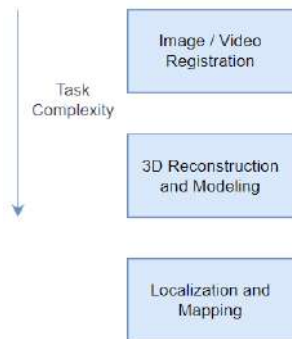 Image / Video
Registration
Task
Complexity
3D Reconstruction
and Modeling
Localization and
Mapping